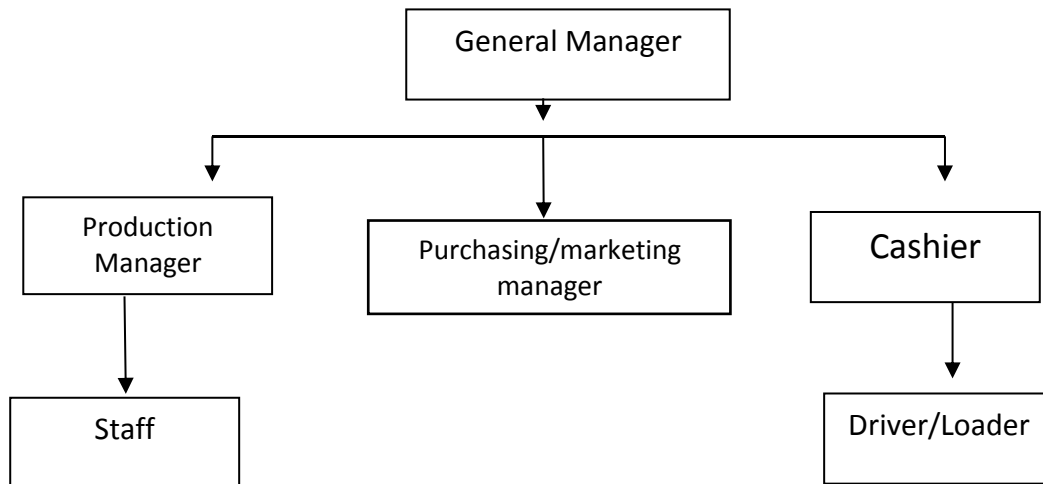 General Manager
Production
Manager
Purchasing/marketing
manager
Cashier
Staff
Driver/Loader